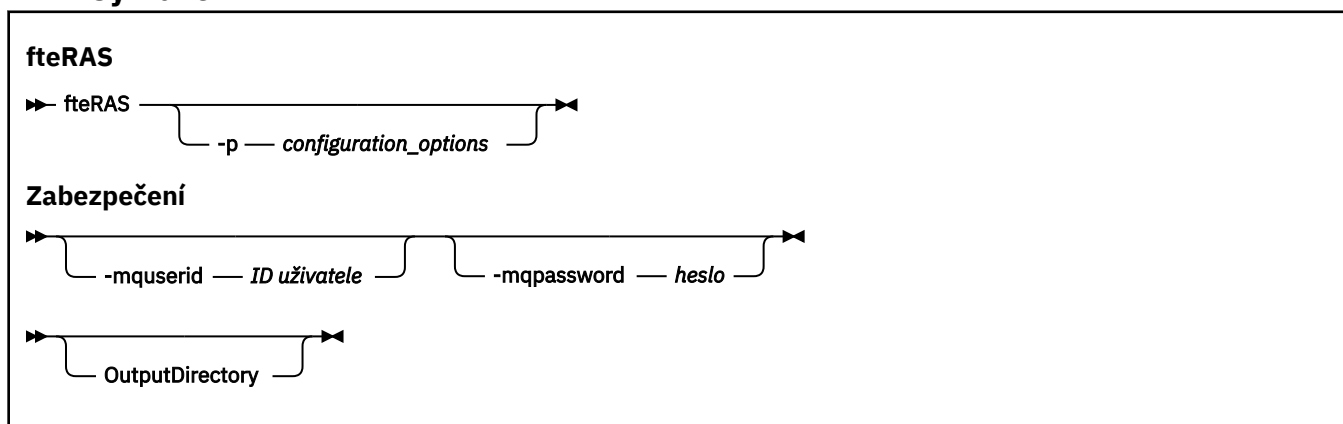 fteRAS
fteRAS
-p configuration_options
Zabezpečení
-mquserid ID uživatele -mqpassword heslo
OutputDirectory